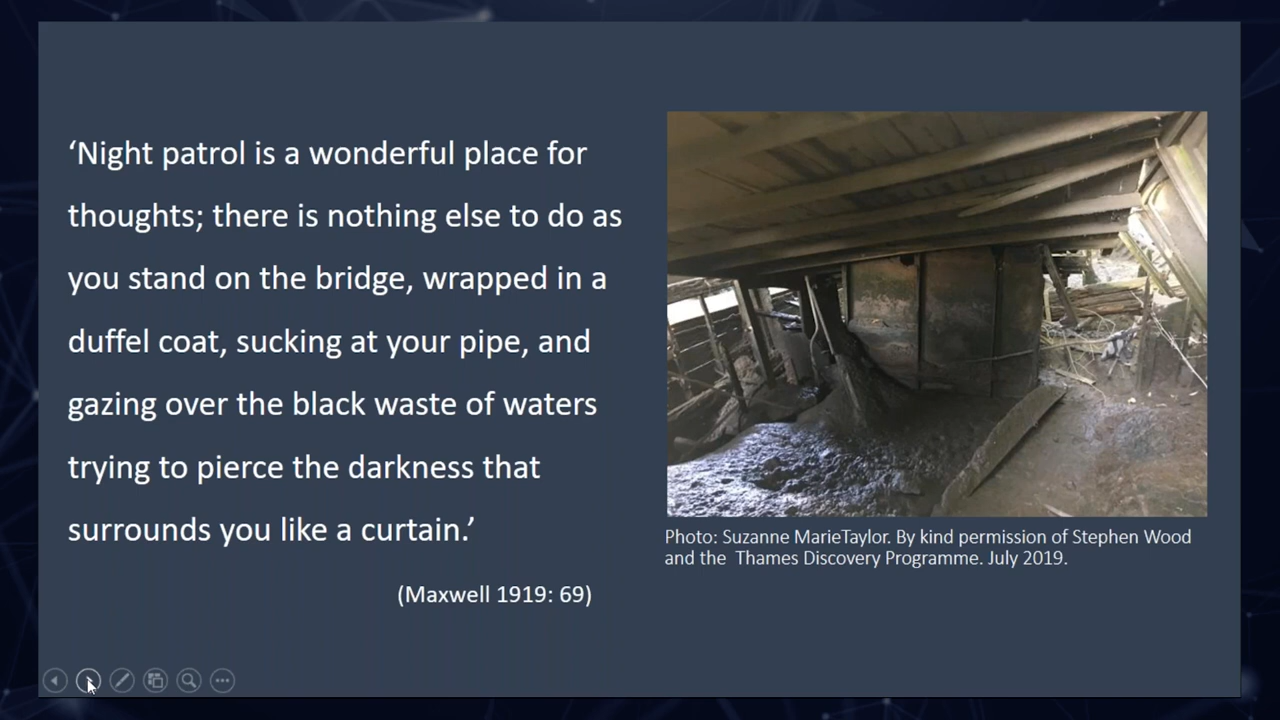 ‘Night patrol is a wonderful place for
thoughts; there is nothing else to do as
you stand on the bridge, wrapped in a
duffel coat, sucking at your pipe, and
gazing over the black waste of waters
trying to pierce the darkness that
surrounds you like a curtain.’
(Maxwell 1919: 69)
Photo: Suzanne MarieTaylor. By kind permission of Stephen Wood
and the  Thames Discovery Programme. July 2019.